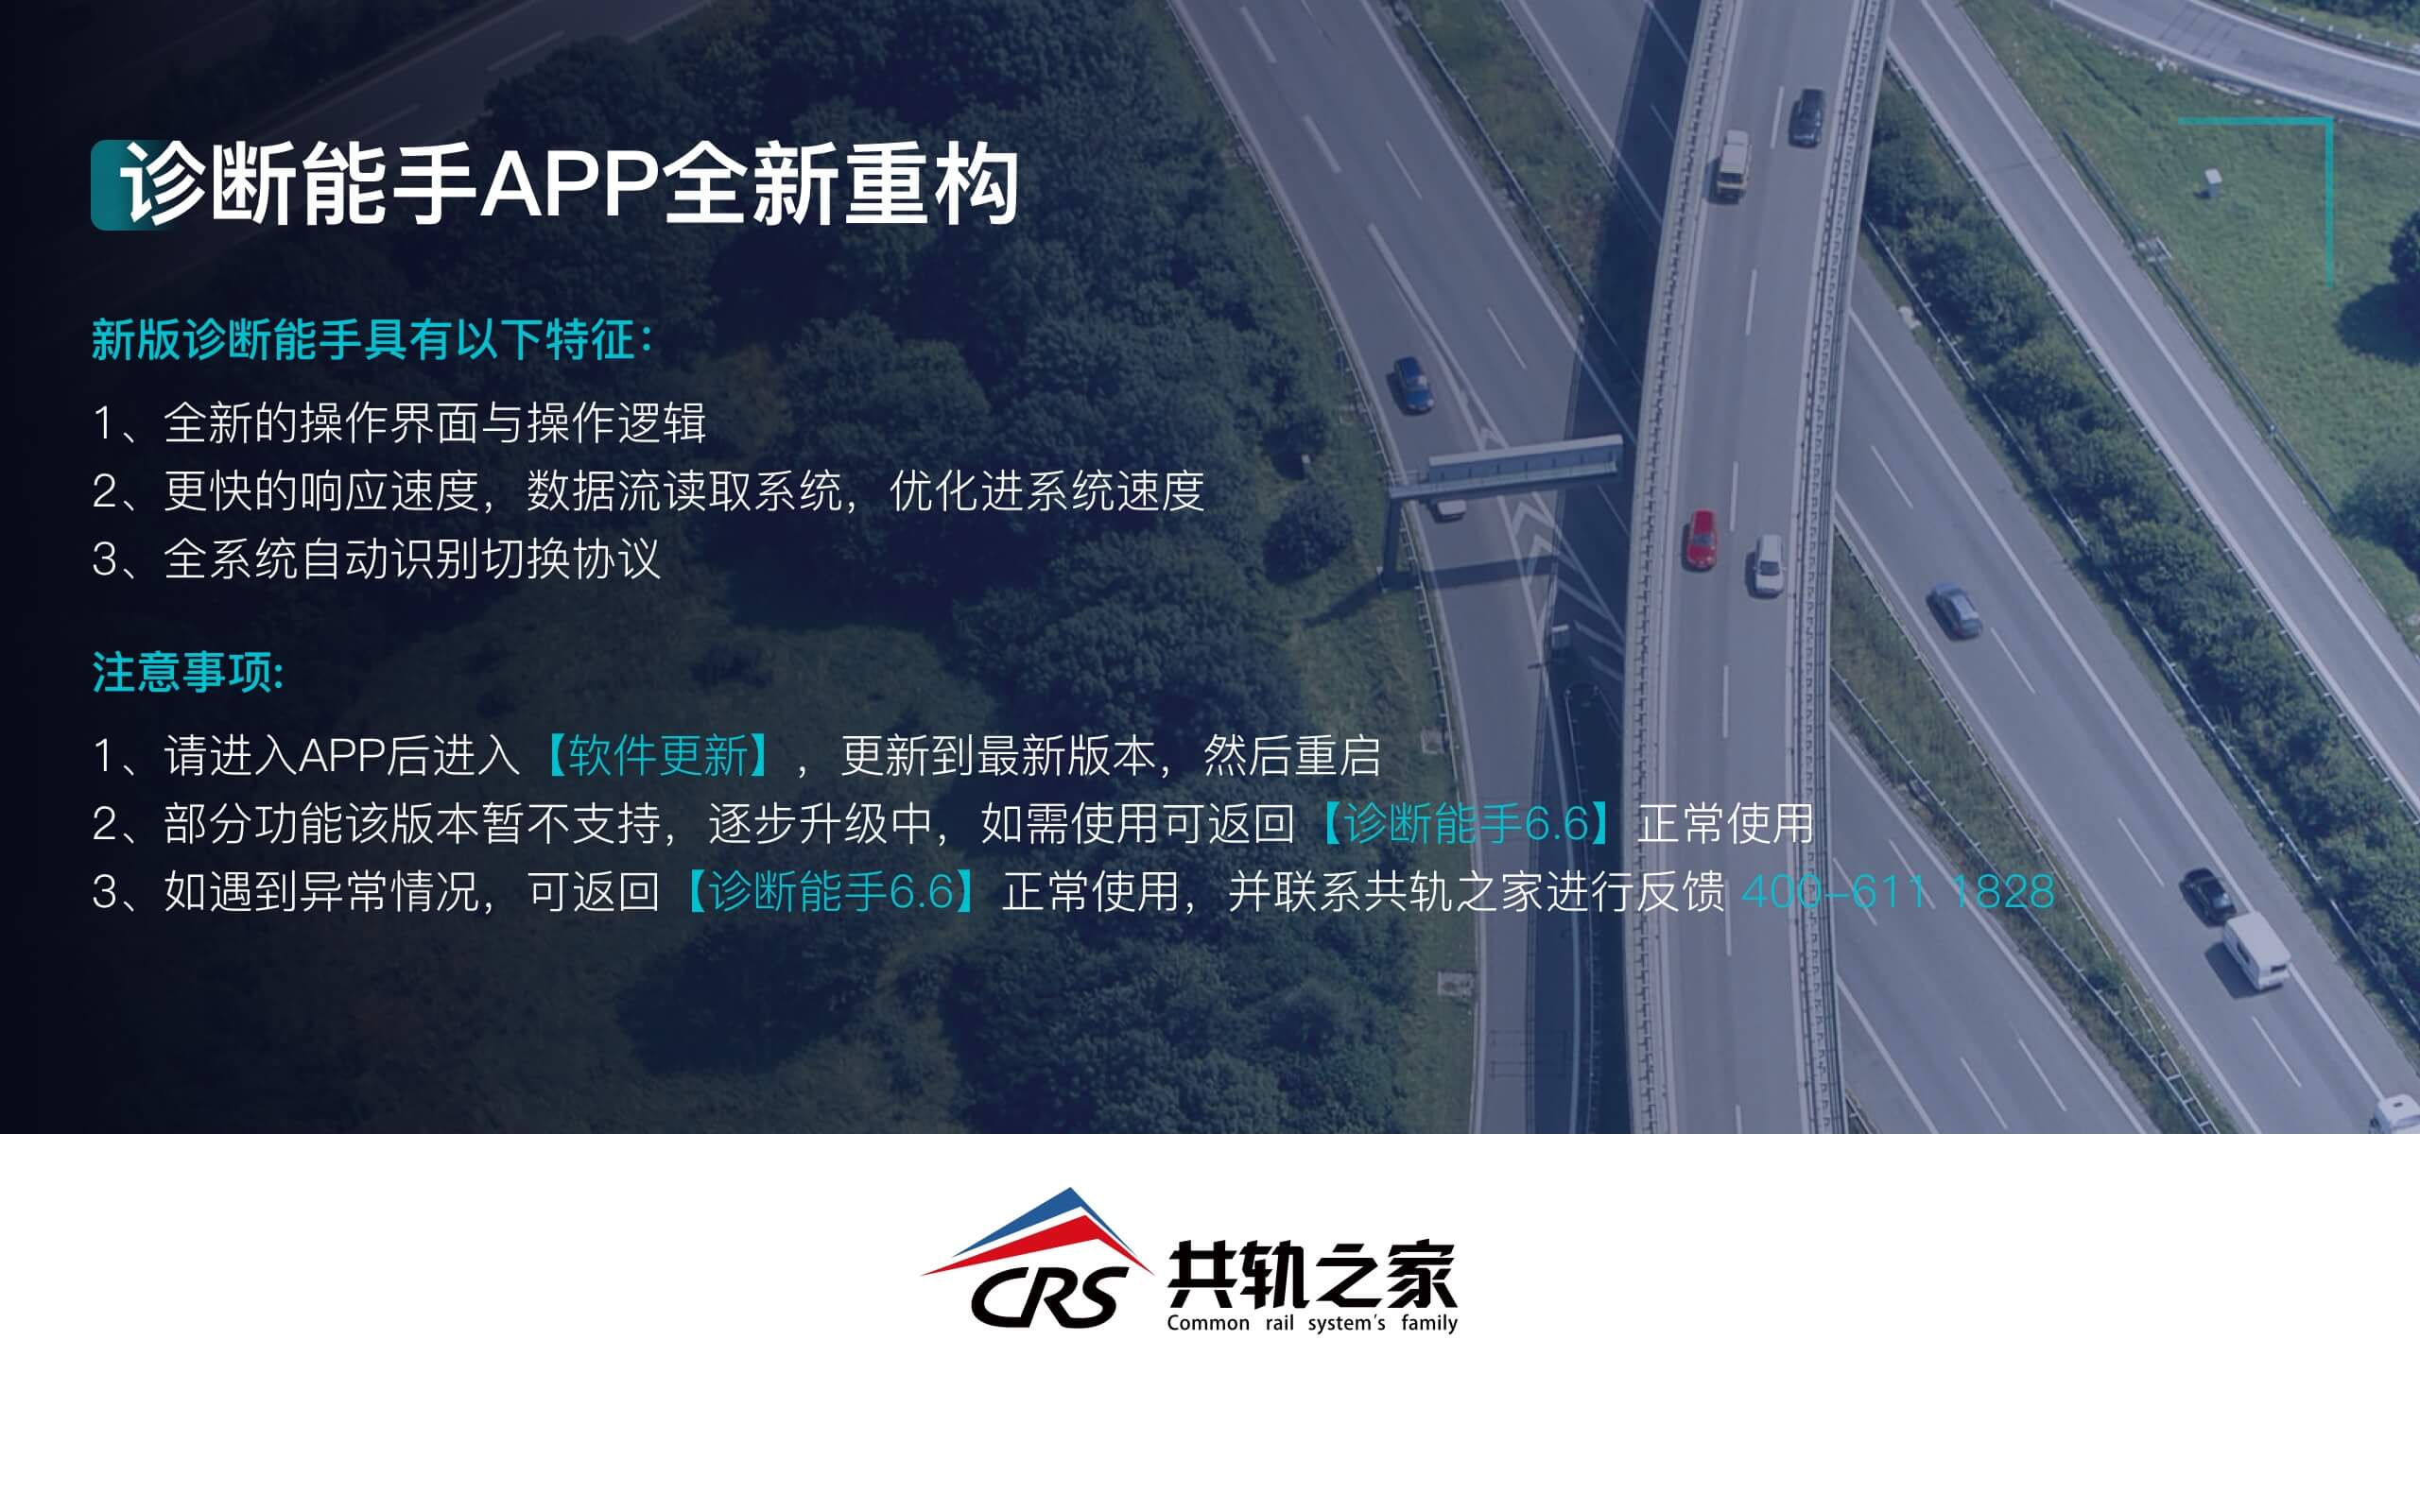 诊断能手APP全新重构
新版诊断能手具有以下特征：
1、全新的操作界面与操作逻辑
2、更快的响应速度，数据流读取系统，优化进系统速度
3、全系统自动识别切换协议
注意事项:
1、请进入APP后进入【软件更新】，更新到最新版本，然后重启
2、部分功能该版本暂不支持，逐步升级中，如需使用可返回【诊断能手6.6】正常使用
3、如遇到异常情况，可返回【诊断能手6.6】正常使用，并联系共轨之家进行反馈 400-611 1828
CRS 共轨之家
Common rail system's family